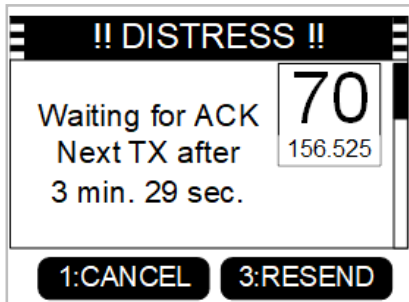 !! DISTRESS !!
Waiting for ACK
Next TX after
3 min. 29 sec.
70
156.525
1:CANCEL
3:RESEND